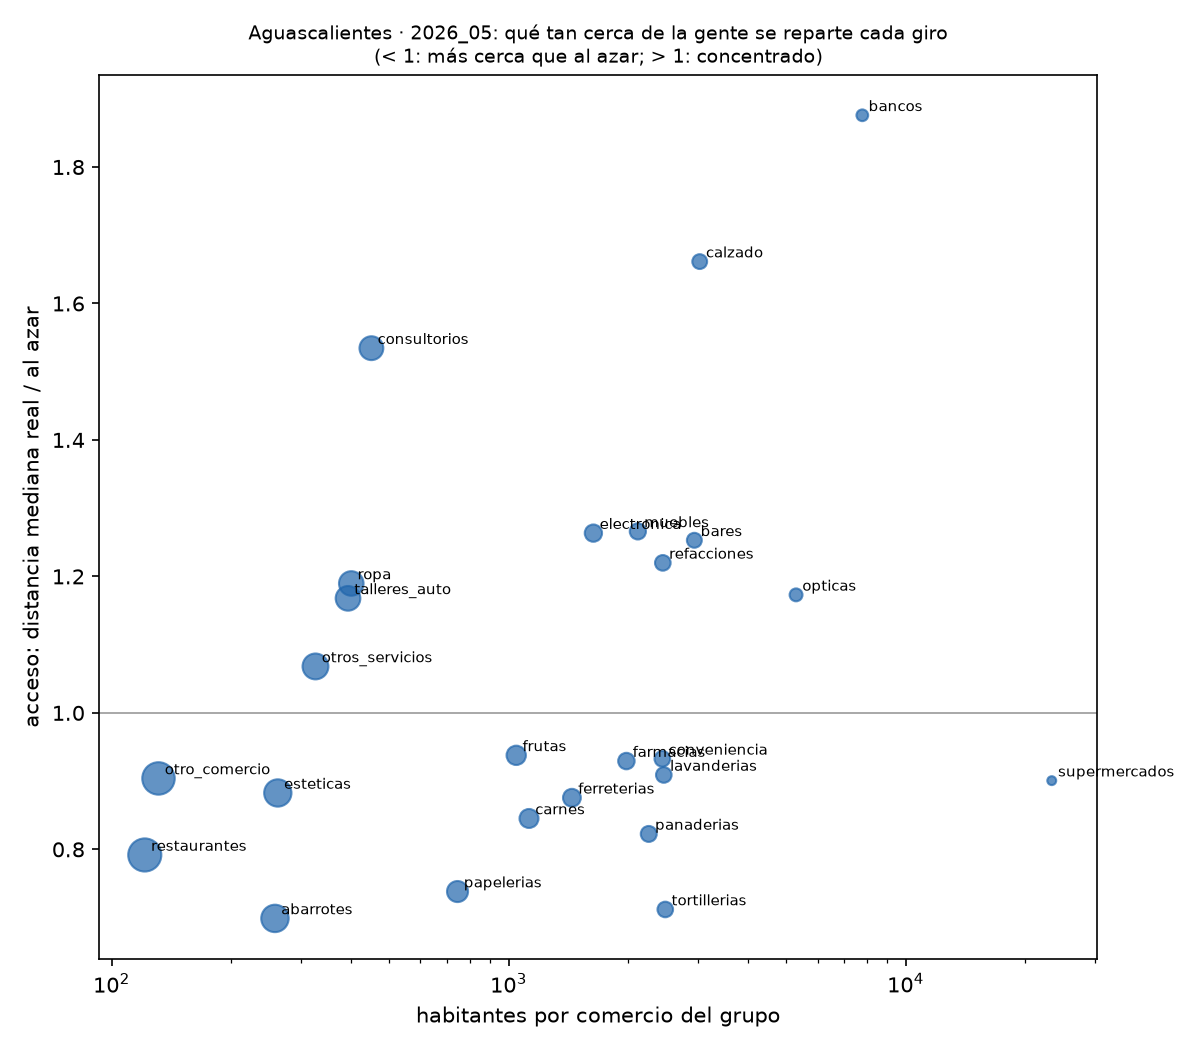 Aguascalientes · 2026_05: qué tan cerca de la gente se reparte cada giro
(< 1: más cerca que al azar; > 1: concentrado)
acceso: distancia mediana real / al azar
1.8
1.6
1.4
1.2
1.0
0.8
bancos
calzado
consultorios
electronica
muebles
bares
refacciones
ropa
talleres_auto
opticas
otros_servicios
frutas
farmacias
conveniencia
lavanderias
otro_comercio
esteticas
supermercados
ferreterias
carnes
panaderias
restaurantes
papelerias
tortillerias
abarrotes
10²
10³
10⁴
habitantes por comercio del grupo